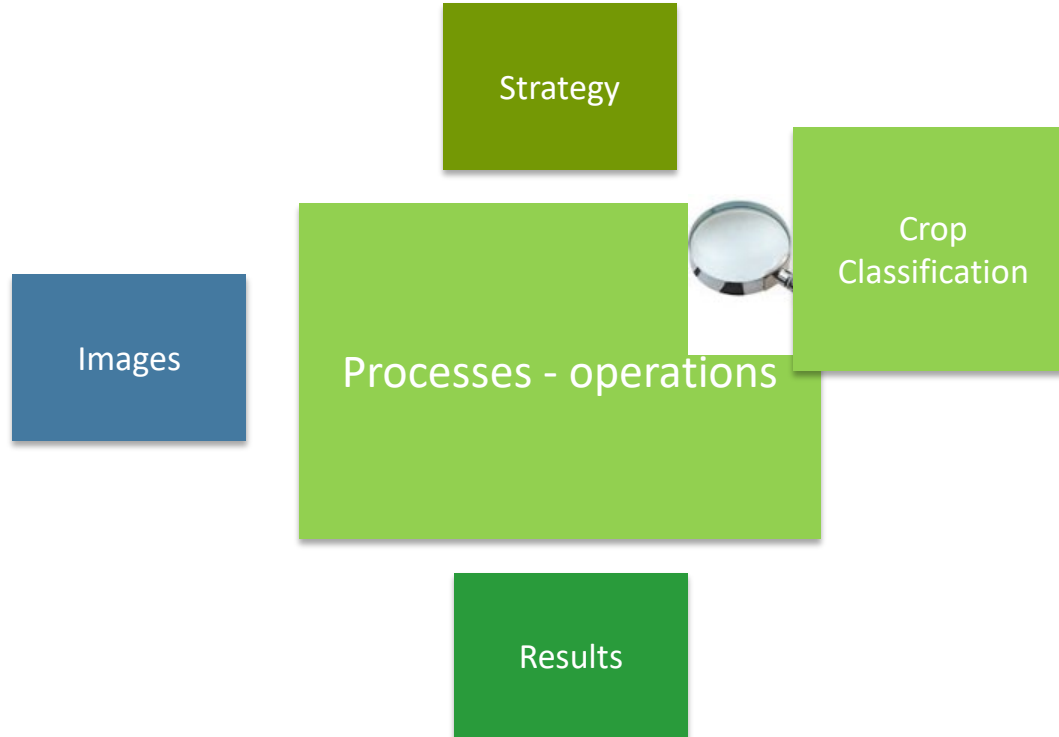 Strategy
Crop
Classification
Images
Processes - operations
Results